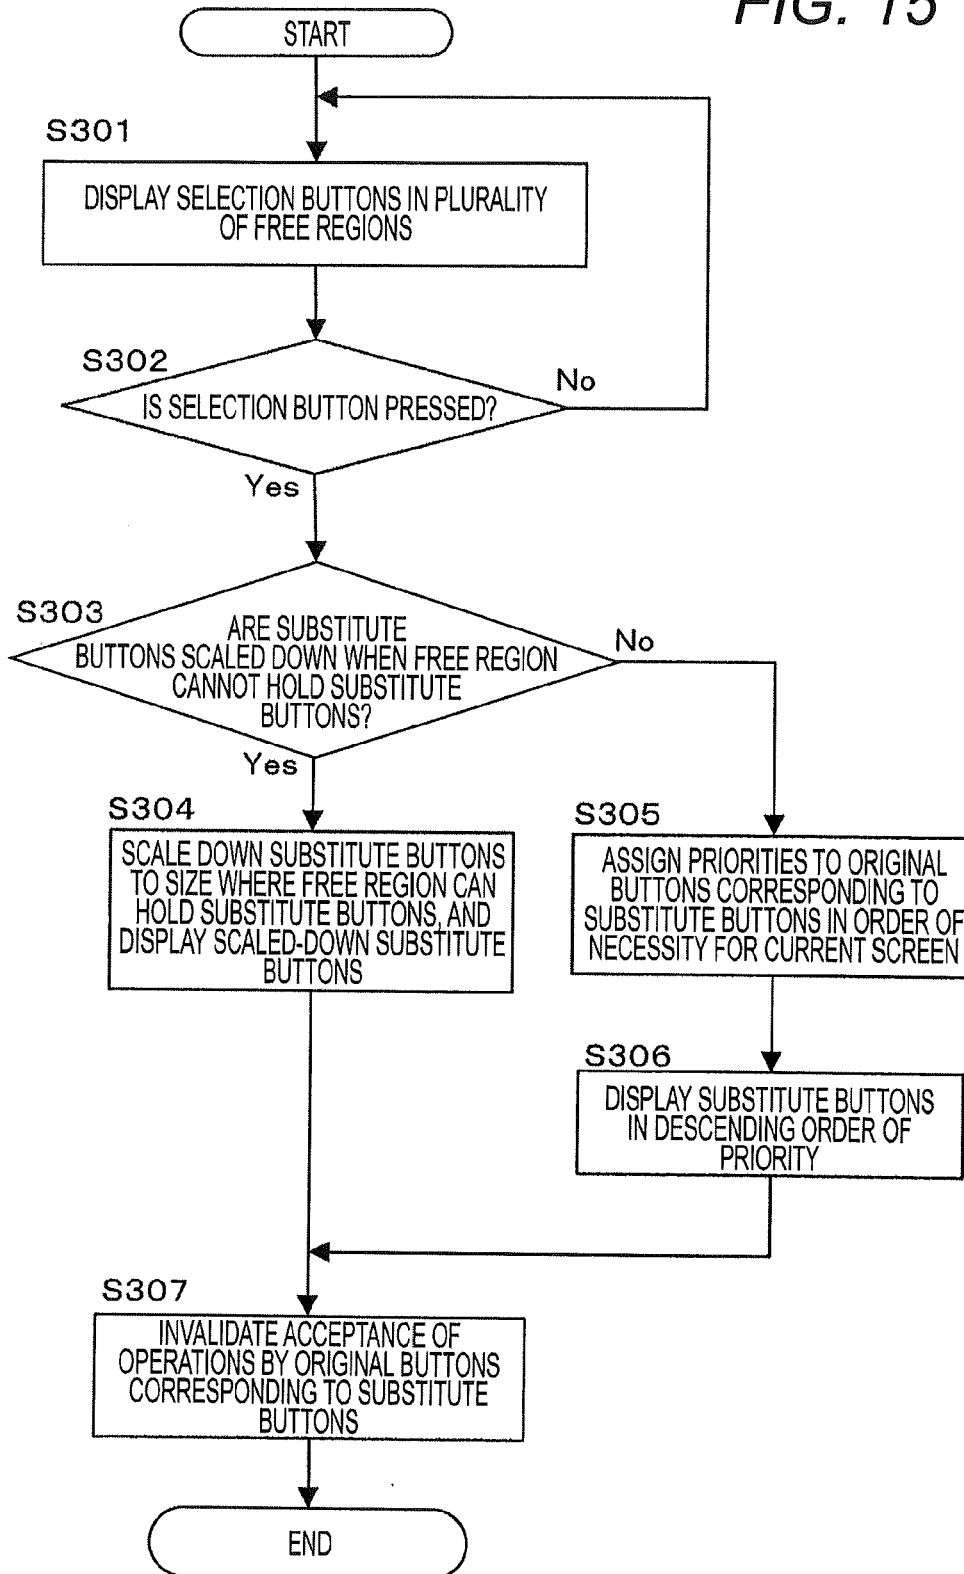 FIG. 15
START
S301
DISPLAY SELECTION BUTTONS IN PLURALITY
OF FREE REGIONS
S302
No
IS SELECTION BUTTON PRESSED?
Yes
S303
ARE SUBSTITUTE
BUTTONS SCALED DOWN WHEN FREE REGION
CANNOT HOLD SUBSTITUTE
BUTTONS?
No
Yes
S304
SCALE DOWN SUBSTITUTE BUTTONS
TO SIZE WHERE FREE REGION CAN
HOLD SUBSTITUTE BUTTONS, AND
DISPLAY SCALED-DOWN SUBSTITUTE
BUTTONS
S305
ASSIGN PRIORITIES TO ORIGINAL
BUTTONS CORRESPONDING TO
SUBSTITUTE BUTTONS IN ORDER OF
NECESSITY FOR CURRENT SCREEN
S306
DISPLAY SUBSTITUTE BUTTONS
IN DESCENDING ORDER OF
PRIORITY
S307
INVALIDATE ACCEPTANCE OF
OPERATIONS BY ORIGINAL BUTTONS
CORRESPONDING TO SUBSTITUTE
BUTTONS
END